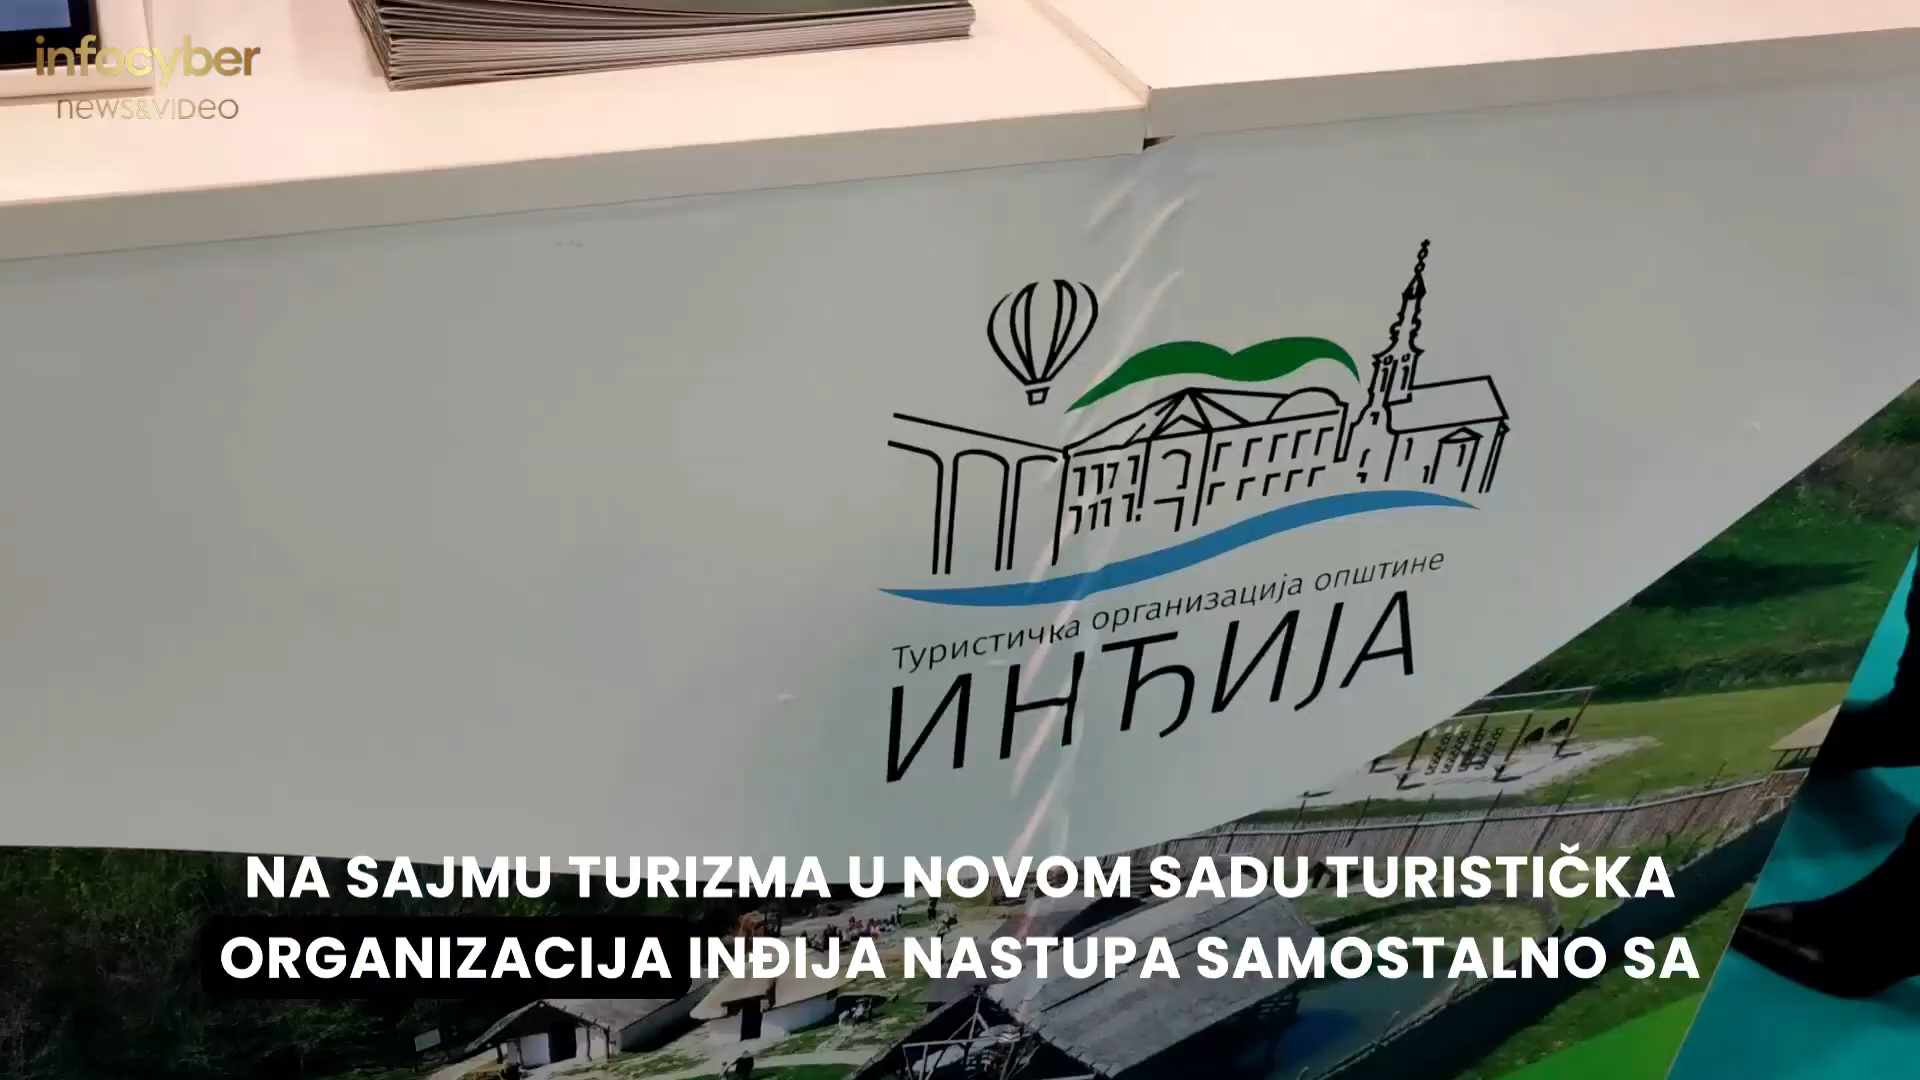 infocyber
news&video
Туристичка организација општине
ИНЂИЈА
NA SAJMU TURIZMA U NOVOM SADU TURISTIČKA
ORGANIZACIJA INĐIJA NASTUPA SAMOSTALNO SA